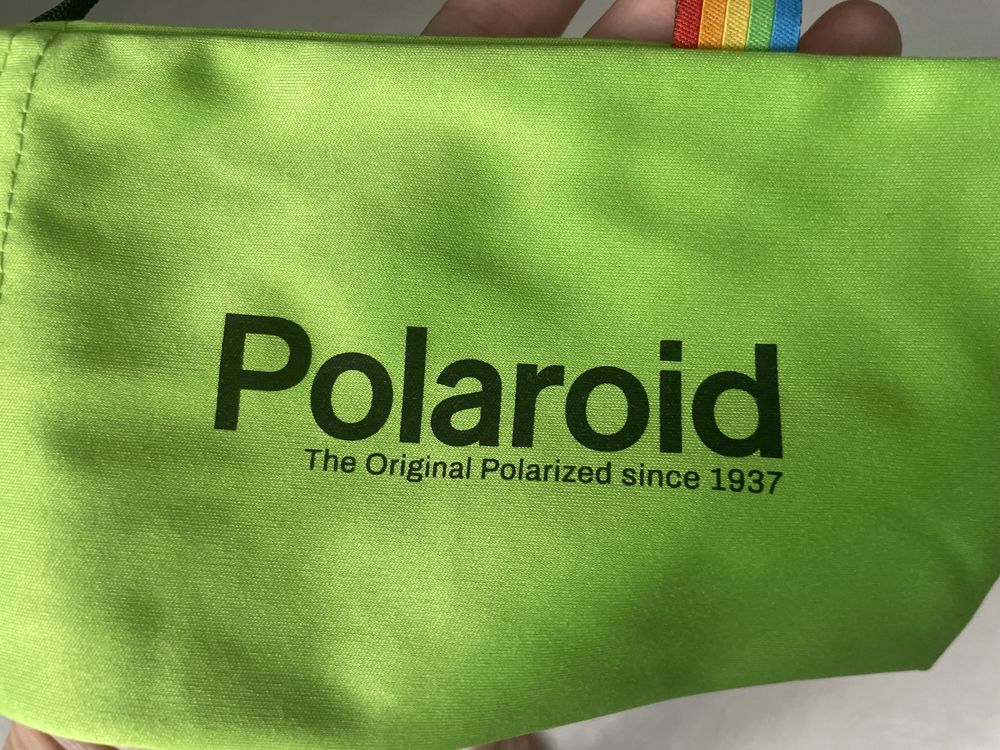 Polaroid
The Original Polarized since 1937